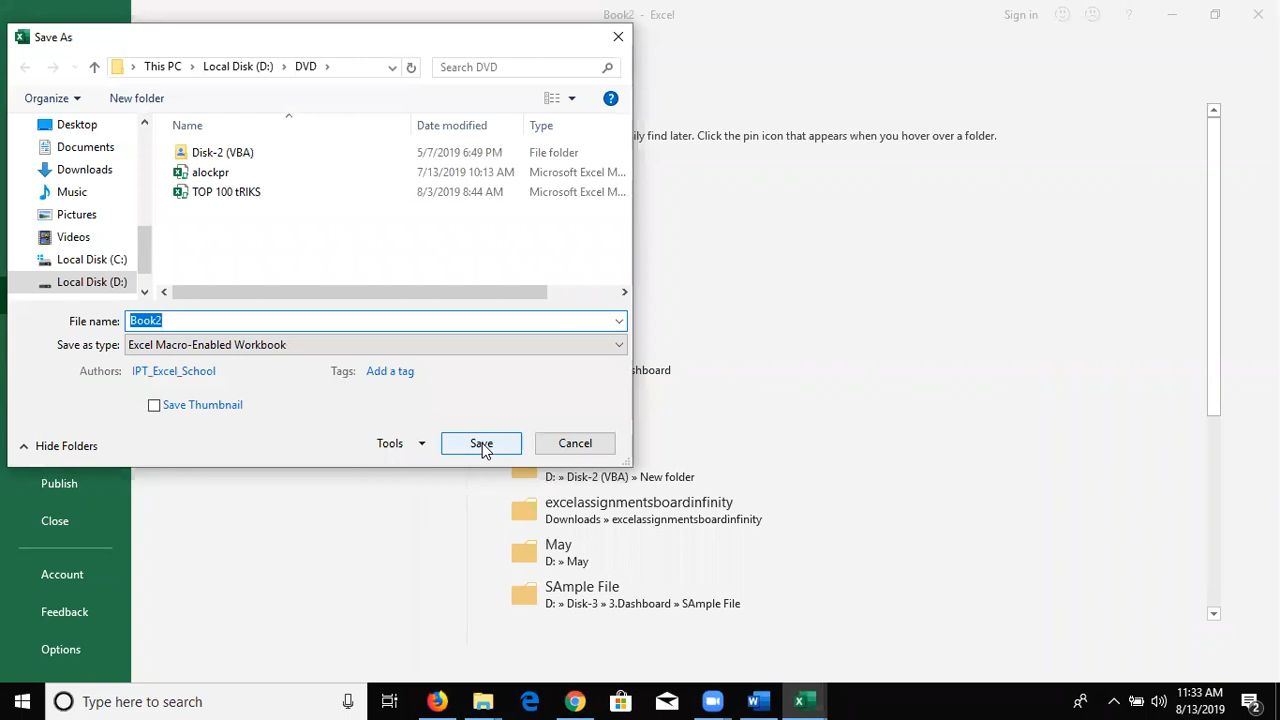 Book2 - Excel
Sign in
?
Save As
This PC > Local Disk (D:) > DVD >
Search DVD
Organize
New folder
?
Name
Date modified
Type
Desktop
Documents
Downloads
Music
Pictures
Videos
Local Disk (C:)
Local Disk (D:)
Disk-2 (VBA) 5/7/2019 6:49 PM File folder
alockpr 7/13/2019 10:13 AM Microsoft Excel M...
TOP 100 tRIKS 8/3/2019 8:44 AM Microsoft Excel M...
ily find later. Click the pin icon that appears when you hover over a folder.
File name: Book2
Save as type: Excel Macro-Enabled Workbook
Authors: IPT_Excel_School
Tags: Add a tag
Save Thumbnail
Hide Folders
Tools
Save
Cancel
shboard
D: » Disk-2 (VBA) » New folder
excelassignmentsboardinfinity
Downloads » excelassignmentsboardinfinity
May
D: » May
SAmple File
D: » Disk-3 » 3.Dashboard » SAmple File
Publish
Close
Account
Feedback
Options
Type here to search
11:33 AM
8/13/2019
2